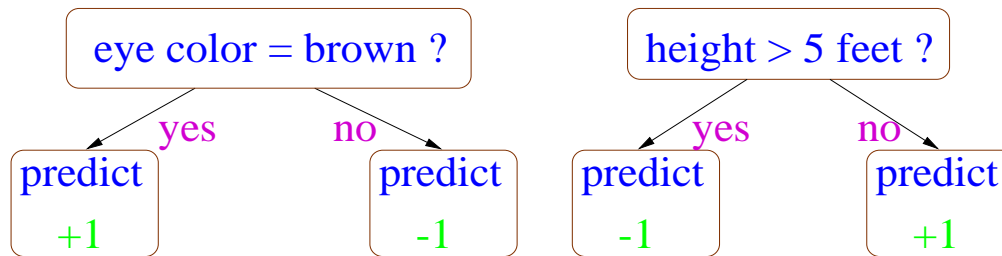 eye color = brown ?
yes
no
predict
+1
predict
-1
height > 5 feet ?
yes
no
predict
-1
predict
+1